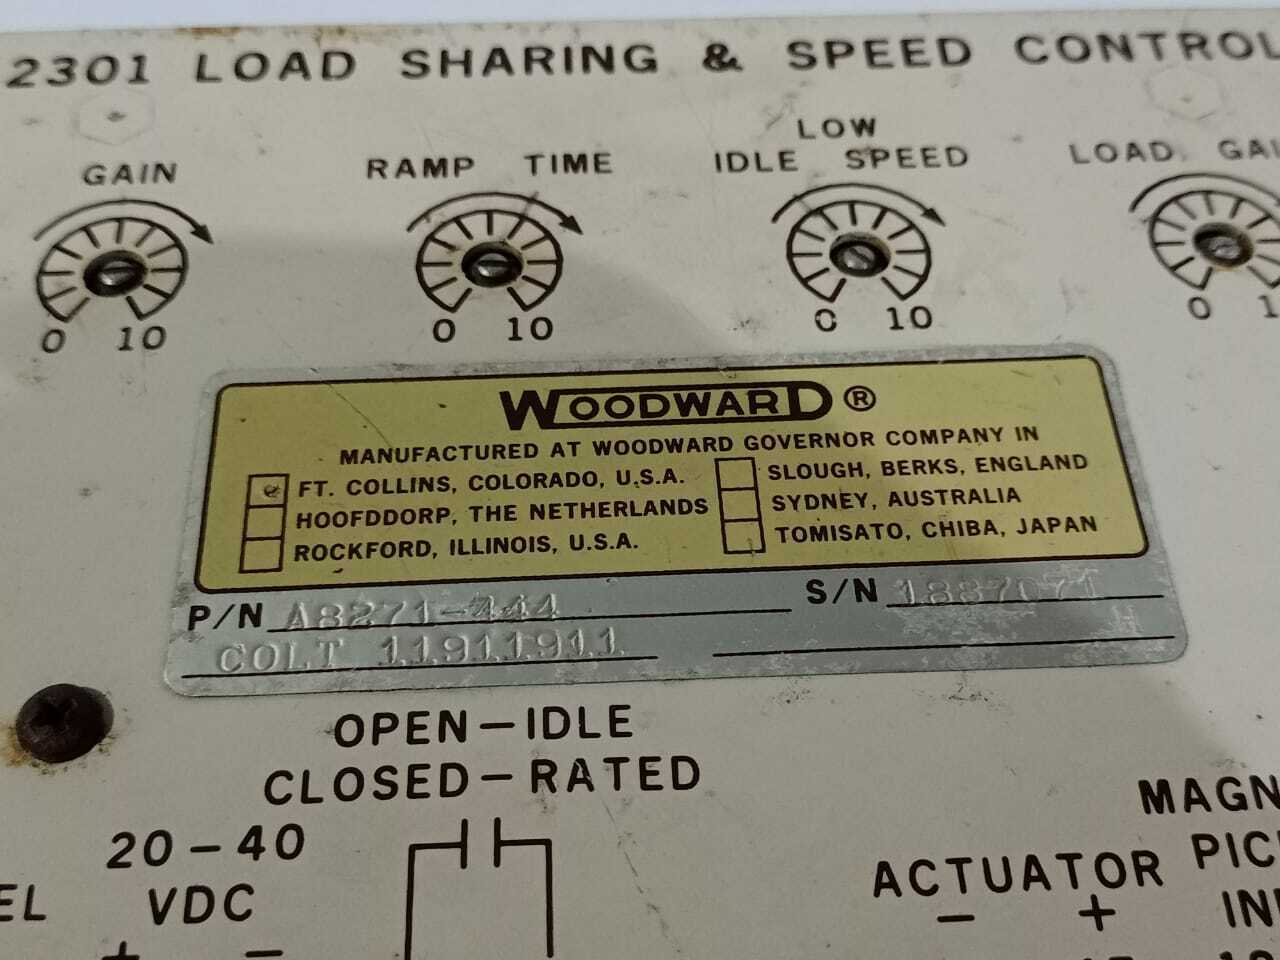 2301 LOAD SHARING & SPEED CONTROL
GAIN
RAMP TIME
LOW
IDLE SPEED
LOAD GAI
0 10
0 10
0 10
0 1
WOODWARD ®
MANUFACTURED AT WOODWARD GOVERNOR COMPANY IN
FT. COLLINS, COLORADO, U.S.A.
HOOFDDORP, THE NETHERLANDS
ROCKFORD, ILLINOIS, U.S.A.
SLOUGH, BERKS, ENGLAND
SYDNEY, AUSTRALIA
TOMISATO, CHIBA, JAPAN
P/N A8271-444
S/N 1887071
COLT 11911911
H
OPEN-IDLE
CLOSED-RATED
20-40
VDC
+ -
EL
ACTUATOR
- +
MAGN
PIC
IN